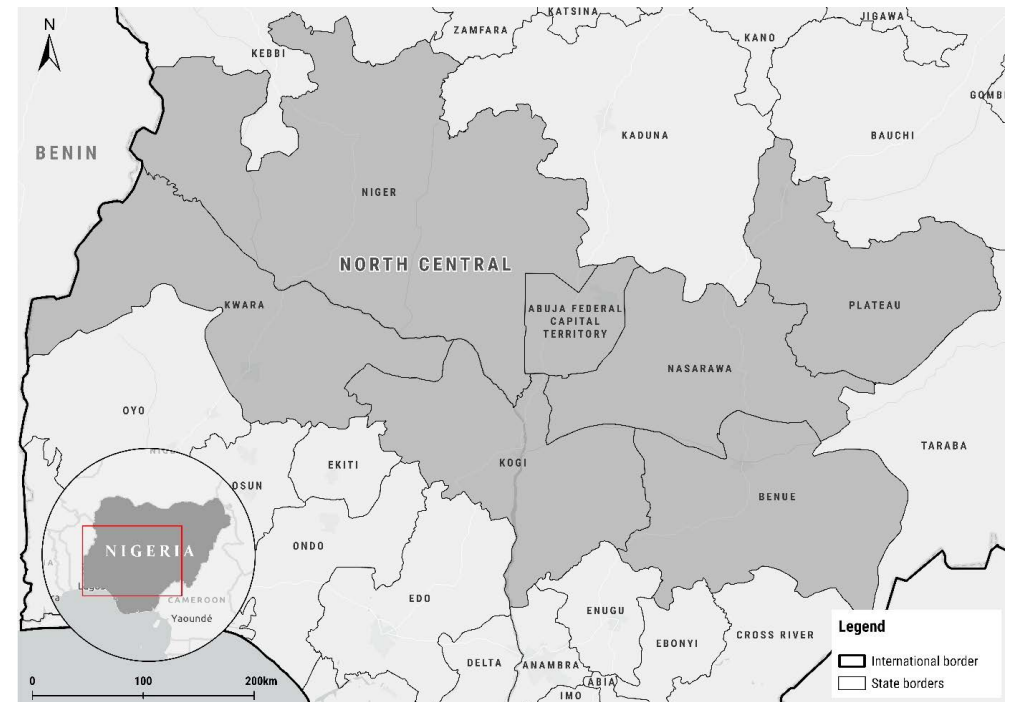 N
KATSINA
JIGAWA
ZAMFARA
KANO
KEBBI
KADUNA
BAUCHI
BENIN
NIGER
NORTH CENTRAL
KWARA
ABUJA FEDERAL
CAPITAL
TERRITORY
PLATEAU
NASARAWA
OYO
TARABA
OSUN
EKITI
KOGI
BENUE
ONDO
NIGERIA
CAMEROON
Yaoundé
EDO
ENUGU
EBONYI
CROSS RIVER
DELTA
ANAMBRA
ABIA
IMO
0
100
200km
Legend
International border
State borders